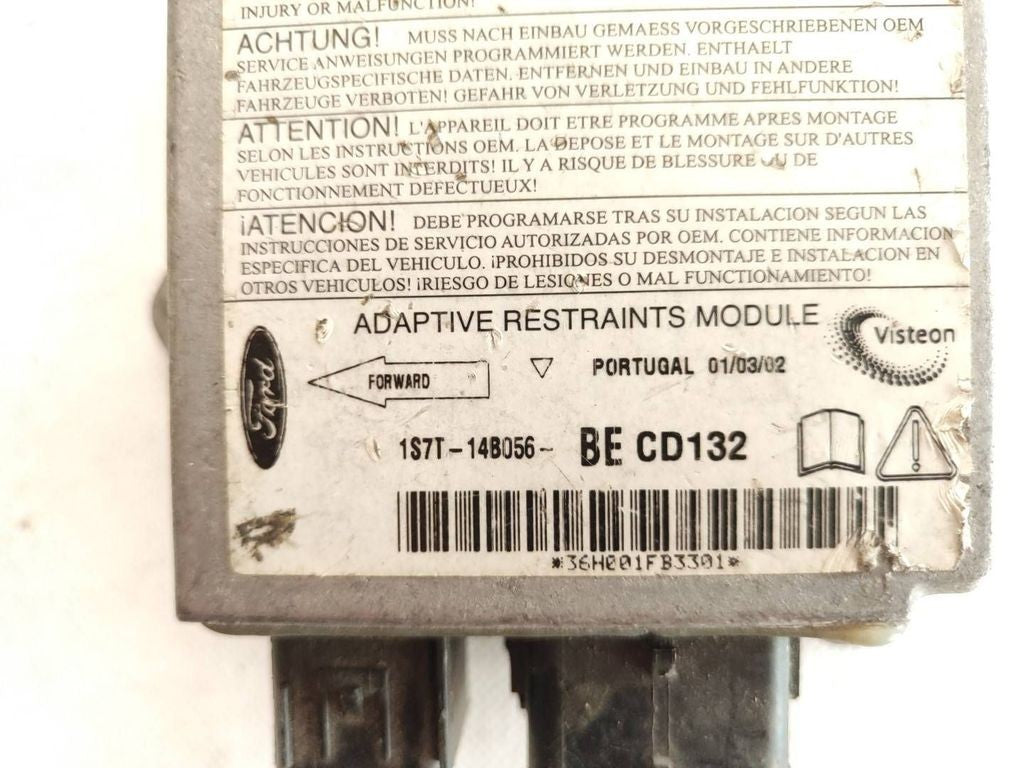 INJURY OR MALFUNCTION!
ACHTUNG! MUSS NACH EINBAU GEMAESS VORGESCHRIEBENEN OEM
SERVICE ANWEISUNGEN PROGRAMMIERT WERDEN. ENTHAELT
FAHRZEUGSPEZIFISCHE DATEN. ENTFERNEN UND EINBAU IN ANDERE
FAHRZEUGE VERBOTEN! GEFAHR VON VERLETZUNG UND FEHLFUNKTION!
ATTENTION! L'APPAREIL DOIT ETRE PROGRAMME APRES MONTAGE
SELON LES INSTRUCTIONS OEM. LA DEPOSE ET LE MONTAGE SUR D'AUTRES
VEHICULES SONT INTERDITS! IL Y A RISQUE DE BLESSURE OU DE
FONCTIONNEMENT DEFECTUEUX!
¡ATENCION! DEBE PROGRAMARSE TRAS SU INSTALACION SEGUN LAS
INSTRUCCIONES DE SERVICIO AUTORIZADAS POR OEM. CONTIENE INFORMACION
ESPECIFICA DEL VEHICULO. ¡PROHIBIDOS SU DESMONTAJE E INSTALACION EN
OTROS VEHICULOS! ¡RIESGO DE LESIONES O MAL FUNCTIONAMIENTO!
ADAPTIVE RESTRAINTS MODULE
Visteon
Ford
FORWARD
PORTUGAL 01/03/02
1S7T-14B056- BE CD132
*36H001FB3301*